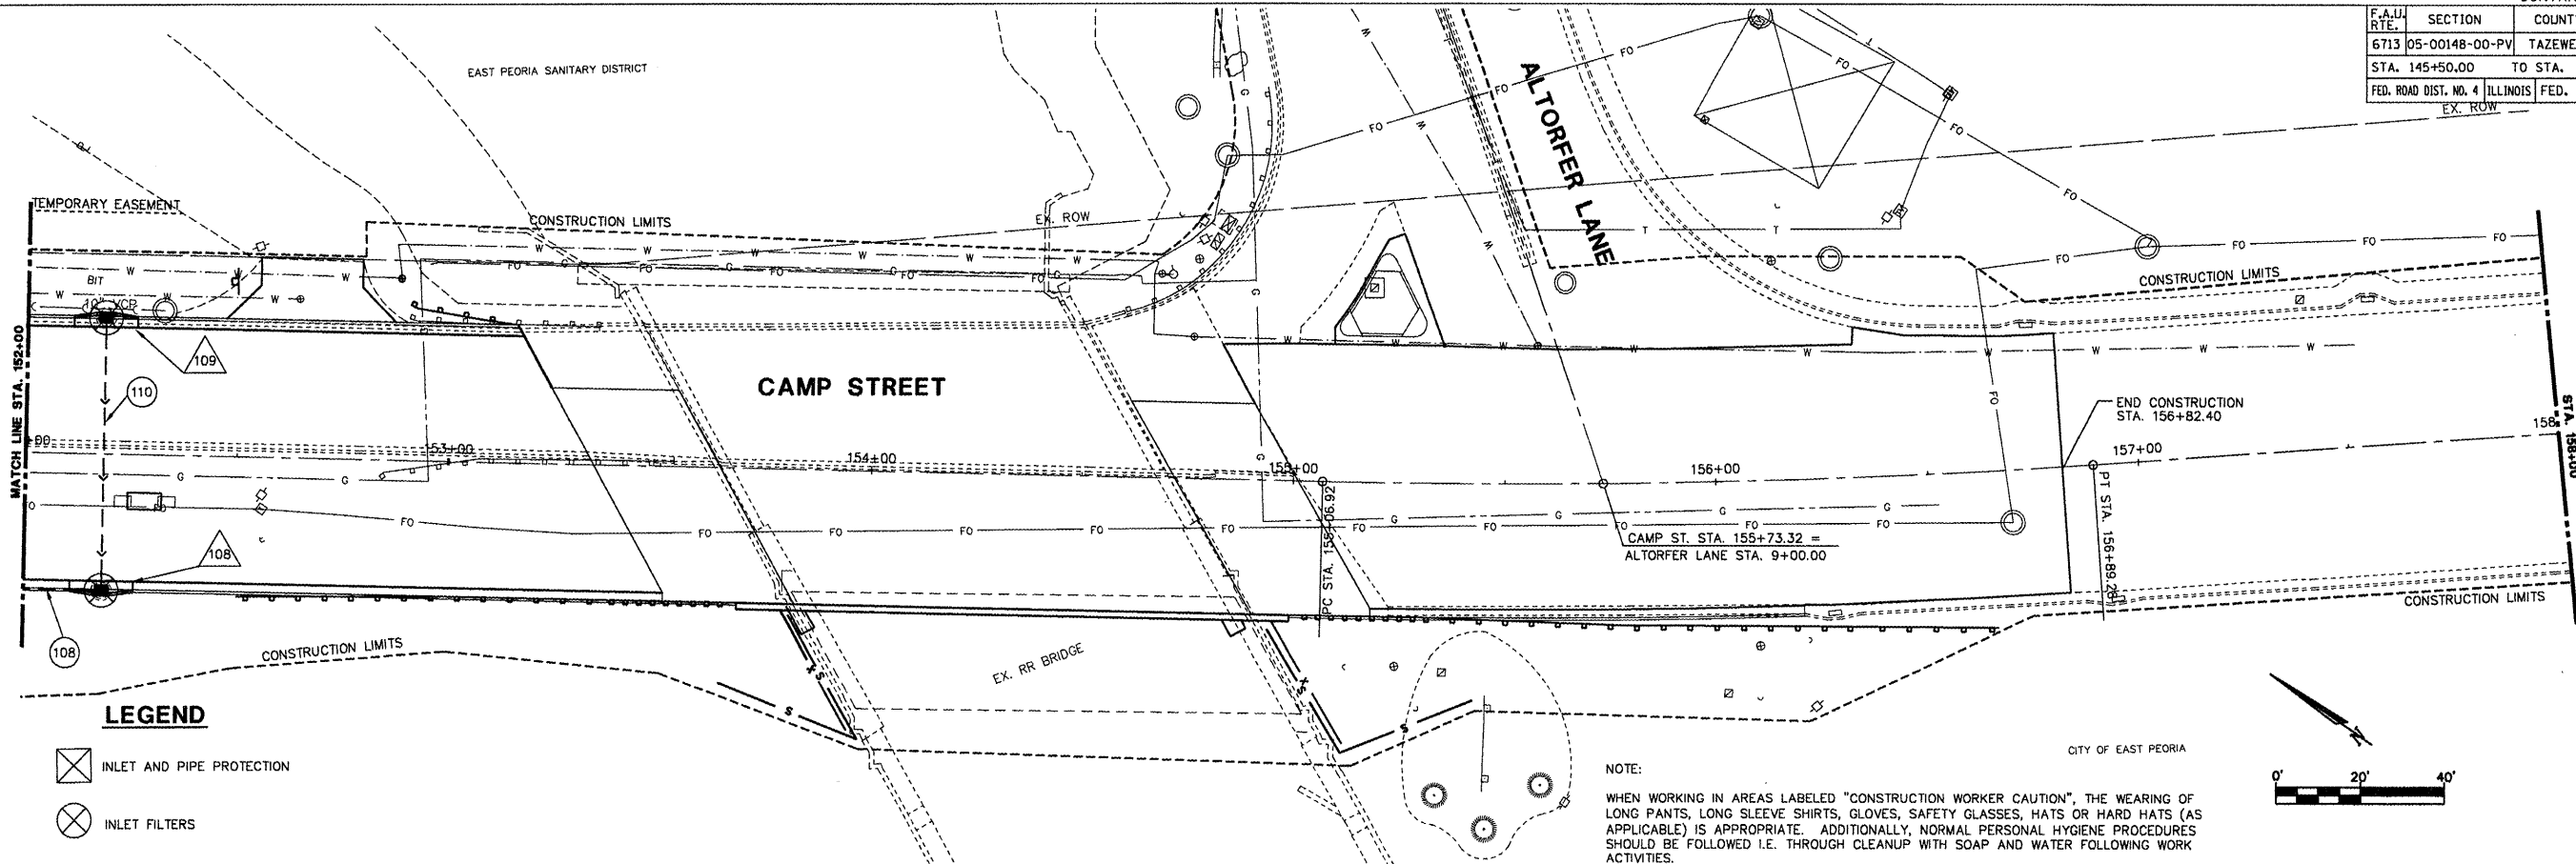 F.A.U. RTE. SECTION
6713 05-00148-00-PV
STA. 145+50.00 TO STA.
FED. ROAD DIST. NO. 4 ILLINOIS FED.
EX. ROW
EAST PEORIA SANITARY DISTRICT
ALTORFER LANE
TEMPORARY EASEMENT
CONSTRUCTION LIMITS
EX. ROW
CONSTRUCTION LIMITS
BIT
109
110
CAMP STREET
MATCH LINE STA. 152+00
END CONSTRUCTION
STA. 156+82.40
STA. 158+00
153+00
154+00
156+00
157+00
158
CAMP ST. STA. 155+73.32 =
ALTORFER LANE STA. 9+00.00
PC STA. 155+06.92
PT STA. 156+89.28
108
108
CONSTRUCTION LIMITS
CONSTRUCTION LIMITS
EX. RR BRIDGE
LEGEND
INLET AND PIPE PROTECTION
INLET FILTERS
CITY OF EAST PEORIA
N
0' 20' 40'
NOTE:
WHEN WORKING IN AREAS LABELED "CONSTRUCTION WORKER CAUTION", THE WEARING OF
LONG PANTS, LONG SLEEVE SHIRTS, GLOVES, SAFETY GLASSES, HATS OR HARD HATS (AS
APPLICABLE) IS APPROPRIATE. ADDITIONALLY, NORMAL PERSONAL HYGIENE PROCEDURES
SHOULD BE FOLLOWED I.E. THROUGH CLEANUP WITH SOAP AND WATER FOLLOWING WORK
ACTIVITIES.